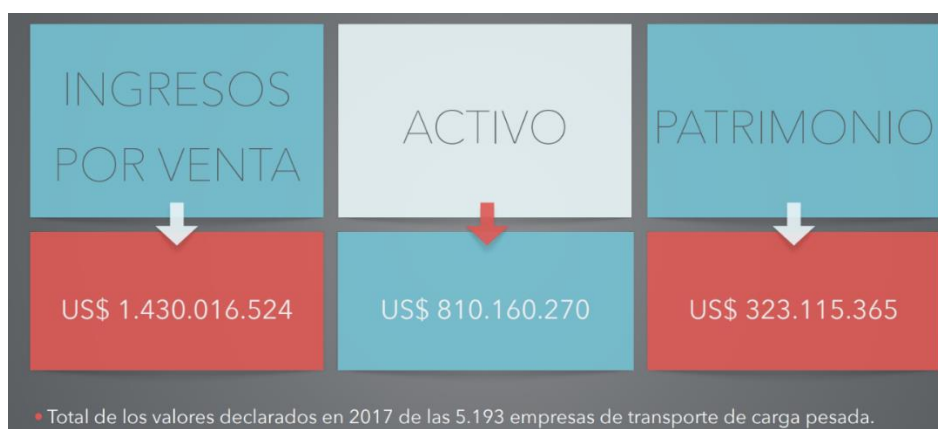 INGRESOS
POR VENTA
ACTIVO
PATRIMONIO
US$ 1.430.016.524
US$ 810.160.270
US$ 323.115.365
• Total de los valores declarados en 2017 de las 5.193 empresas de transporte de carga pesada.